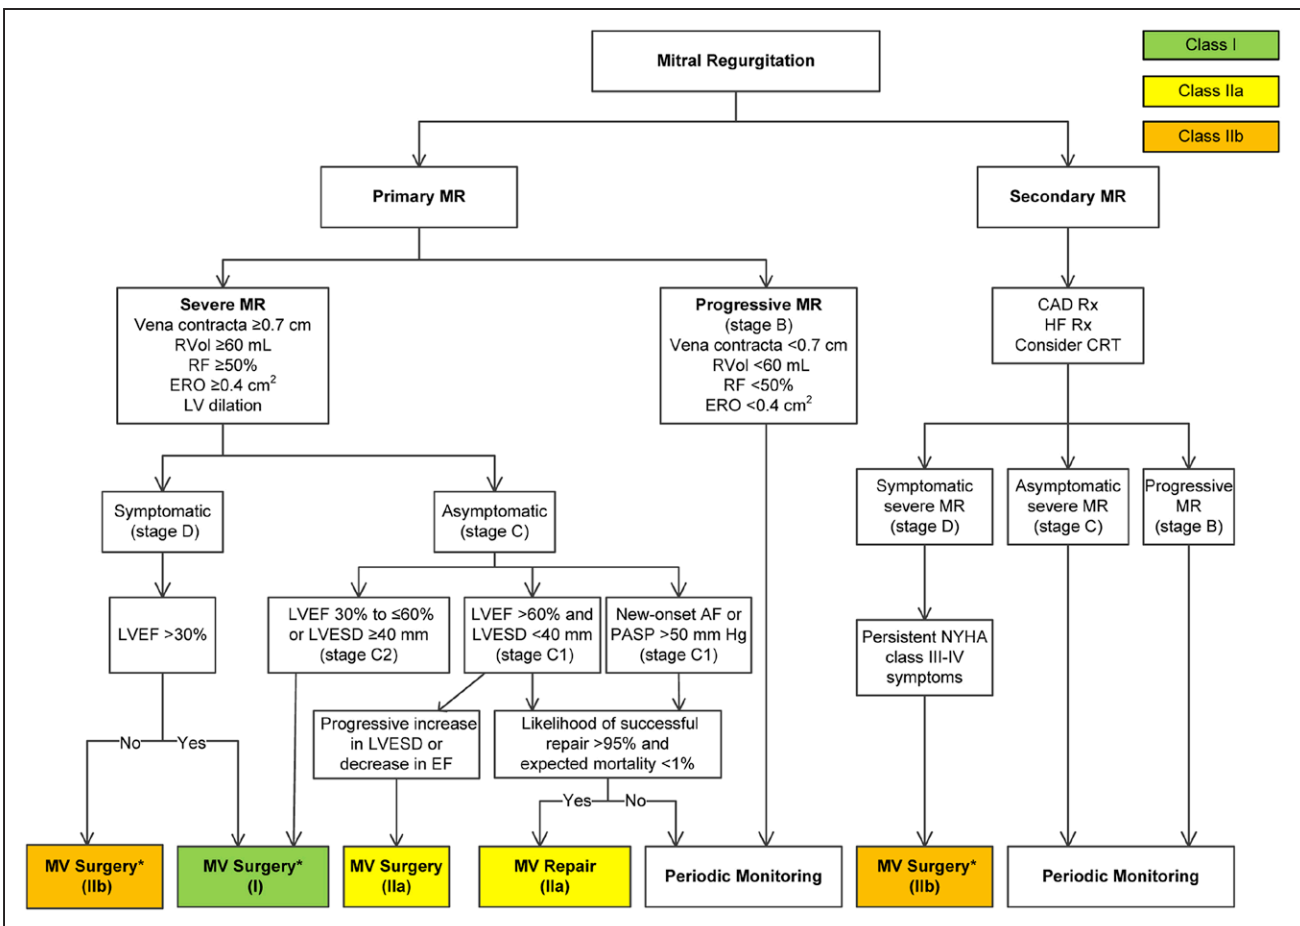 Mitral Regurgitation
Class I
Class IIa
Class IIb
Primary MR
Secondary MR
Severe MR
Vena contracta ≥0.7 cm
RVol ≥60 mL
RF ≥50%
ERO ≥0.4 cm²
LV dilation
Progressive MR
(stage B)
Vena contracta <0.7 cm
RVol <60 mL
RF <50%
ERO <0.4 cm²
CAD Rx
HF Rx
Consider CRT
Symptomatic
(stage D)
Asymptomatic
(stage C)
Symptomatic
severe MR
(stage D)
Asymptomatic
severe MR
(stage C)
Progressive
MR
(stage B)
LVEF >30%
LVEF 30% to ≤60%
or LVESD ≥40 mm
(stage C2)
LVEF >60% and
LVESD <40 mm
(stage C1)
New-onset AF or
PASP >50 mm Hg
(stage C1)
Persistent NYHA
class III-IV
symptoms
Progressive increase
in LVESD or
decrease in EF
Likelihood of successful
repair >95% and
expected mortality <1%
No
Yes
Yes
No
MV Surgery*
(IIb)
MV Surgery*
(I)
MV Surgery
(IIa)
MV Repair
(IIa)
Periodic Monitoring
MV Surgery*
(IIb)
Periodic Monitoring